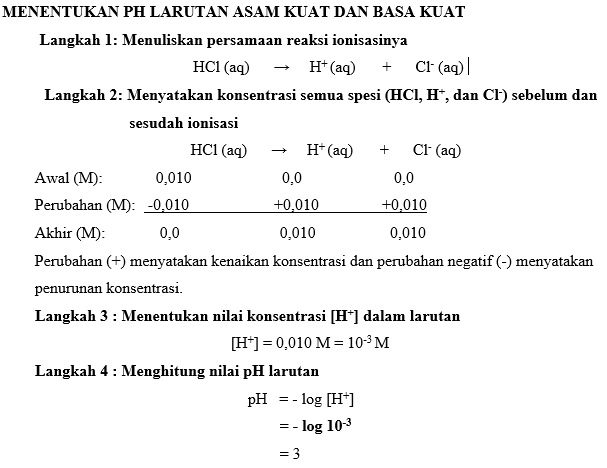 MENENTUKAN PH LARUTAN ASAM KUAT DAN BASA KUAT
Langkah 1: Menuliskan persamaan reaksi ionisasinya
HCl (aq) → H⁺ (aq) + Cl⁻ (aq)
Langkah 2: Menyatakan konsentrasi semua spesi (HCl, H⁺, dan Cl⁻) sebelum dan
sesudah ionisasi
HCl (aq) → H⁺ (aq) + Cl⁻ (aq)
Awal (M): 0,010 0,0 0,0
Perubahan (M): -0,010 +0,010 +0,010
Akhir (M): 0,0 0,010 0,010
Perubahan (+) menyatakan kenaikan konsentrasi dan perubahan negatif (-) menyatakan
penurunan konsentrasi.
Langkah 3 : Menentukan nilai konsentrasi [H⁺] dalam larutan
[H⁺] = 0,010 M = 10⁻³ M
Langkah 4 : Menghitung nilai pH larutan
pH = - log [H⁺]
= - log 10⁻³
= 3